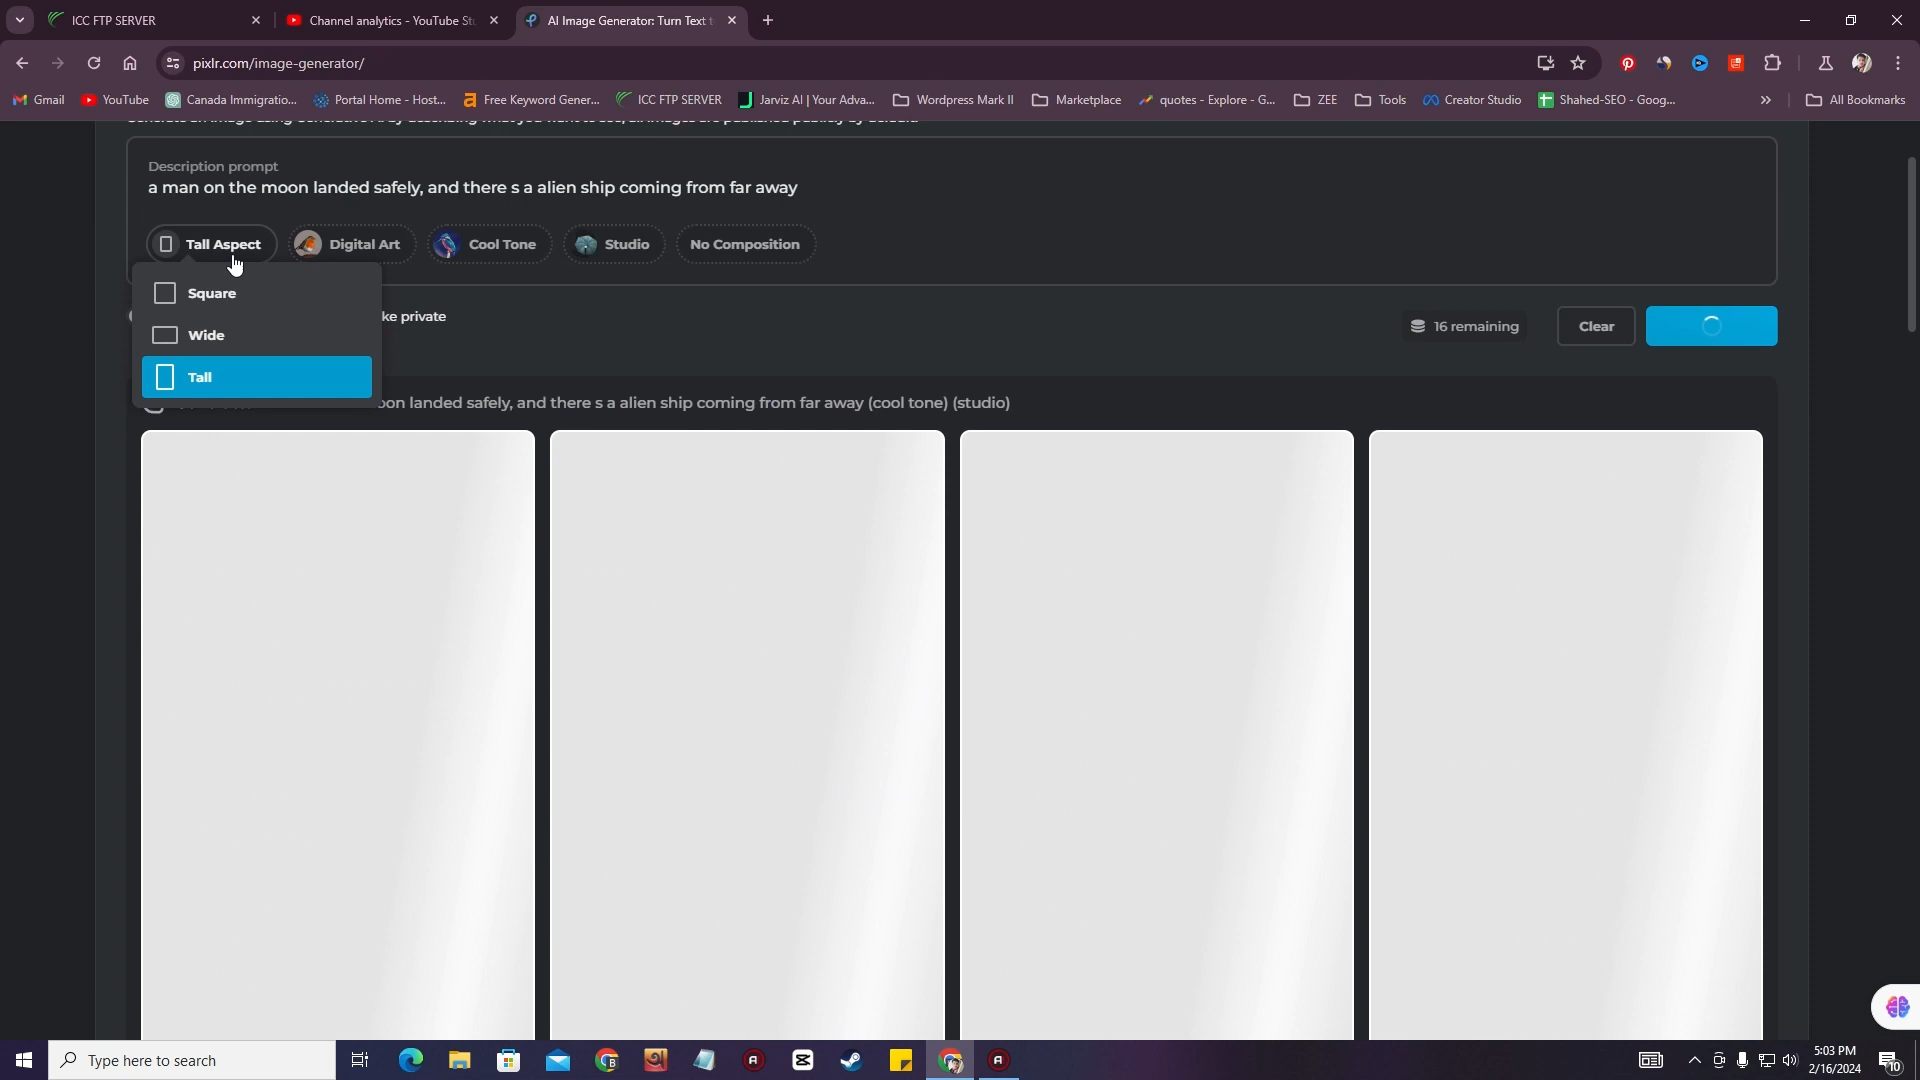 ICC FTP SERVER
Channel analytics - YouTube St
AI Image Generator: Turn Text t
pixlr.com/image-generator/
Gmail
YouTube
Canada Immigratio...
Portal Home - Host...
Free Keyword Gener...
ICC FTP SERVER
Jarviz AI | Your Adva...
Wordpress Mark II
Marketplace
quotes - Explore - G...
ZEE
Tools
Creator Studio
Shahed-SEO - Goog...
All Bookmarks
Description prompt
a man on the moon landed safely, and there s a alien ship coming from far away
Tall Aspect
Digital Art
Cool Tone
Studio
No Composition
Square
Wide
Tall
ke private
16 remaining
Clear
oon landed safely, and there s a alien ship coming from far away (cool tone) (studio)
Type here to search
5:03 PM
2/16/2024
10